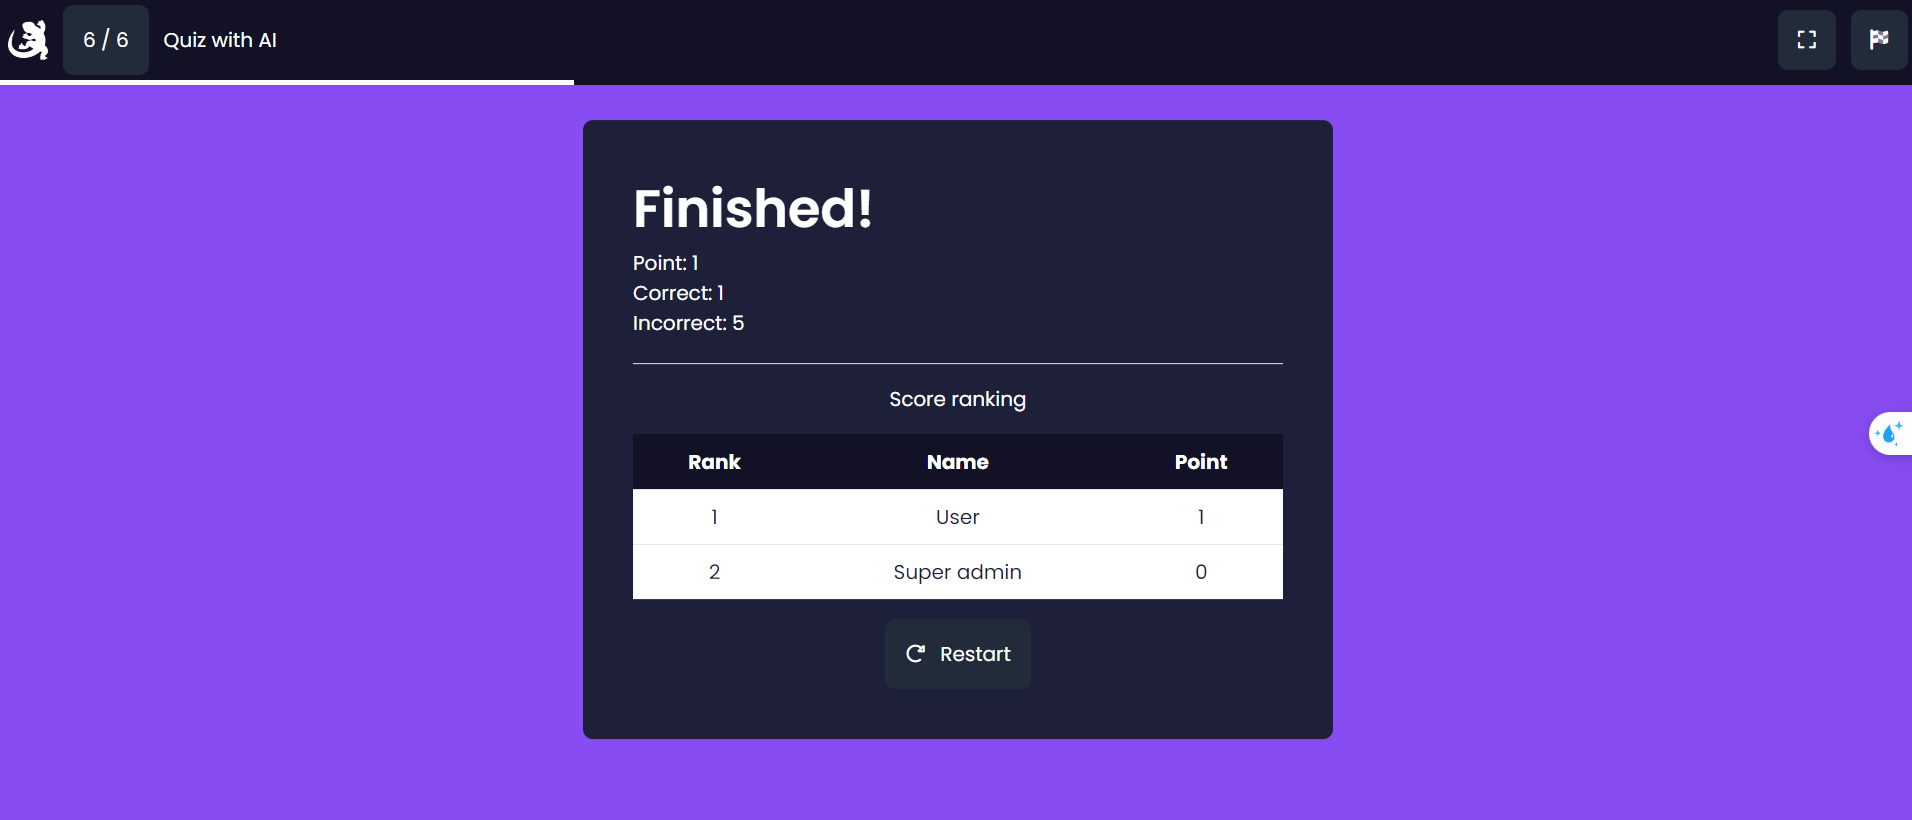 6 / 6
Quiz with AI
Finished!
Point: 1
Correct: 1
Incorrect: 5
Score ranking
Rank Name Point
1 User 1
2 Super admin 0
Restart